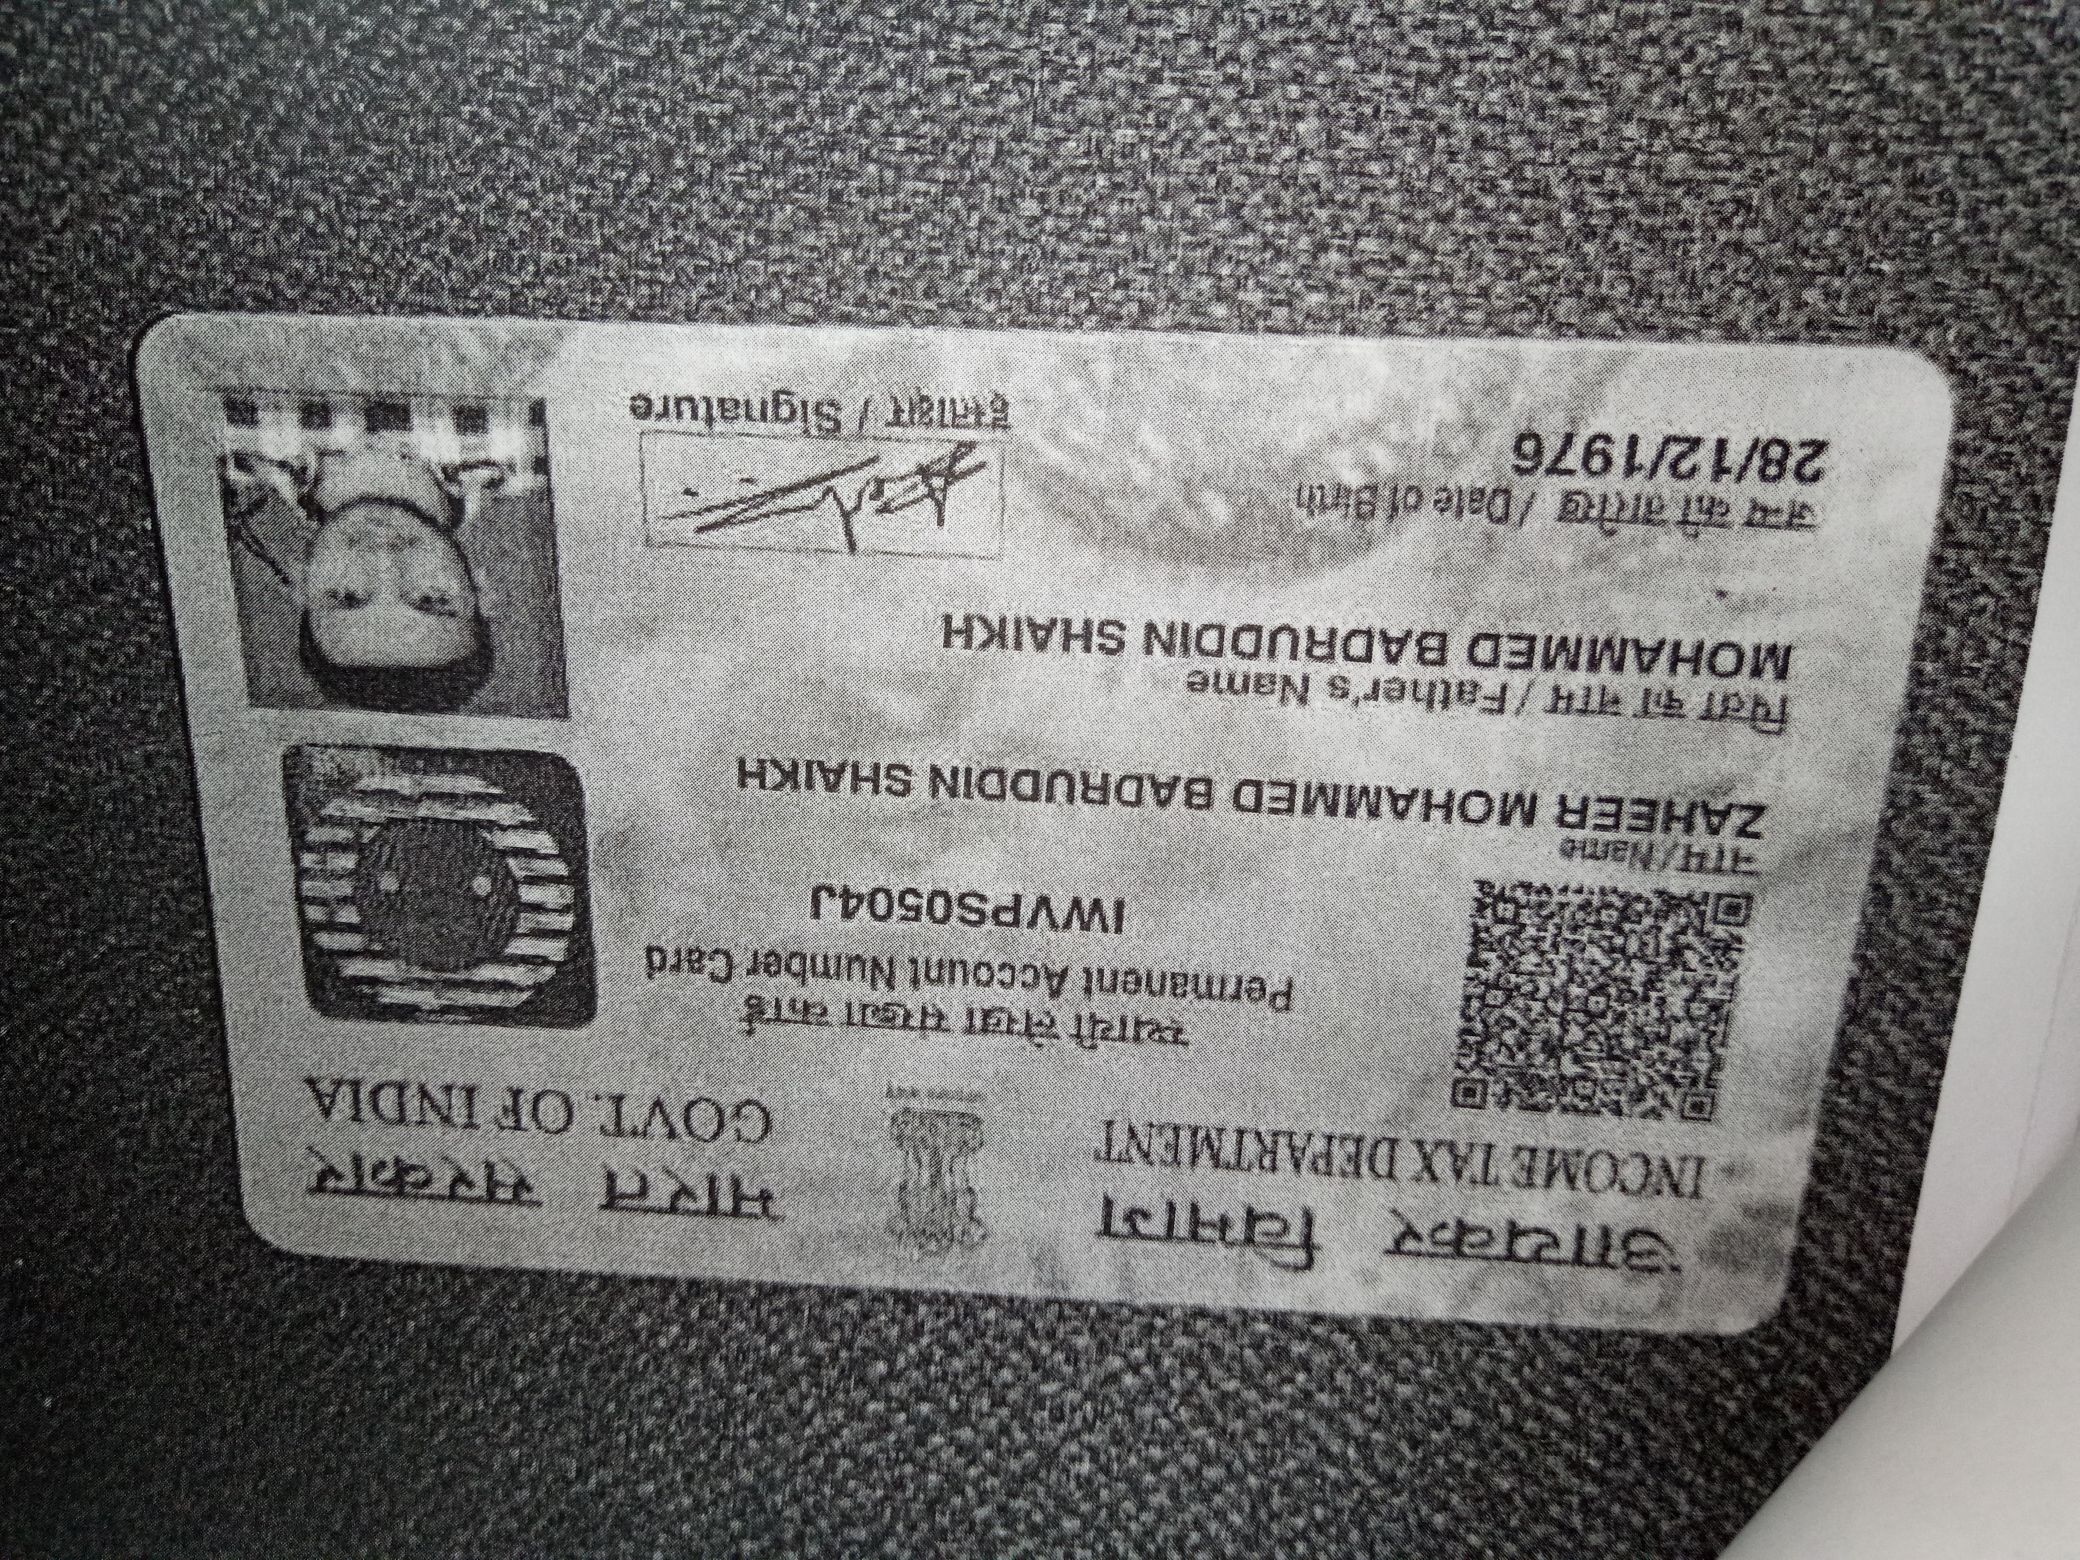 आयकर विभाग
INCOME TAX DEPARTMENT
भारत सरकार
GOVT. OF INDIA
स्थायी लेखा संख्या कार्ड
Permanent Account Number Card
IWVPS0504J
नाम / Name
ZAHEER MOHAMMED BADRUDDIN SHAIKH
पिता का नाम / Father's Name
MOHAMMED BADRUDDIN SHAIKH
जन्म की तारीख / Date of Birth
28/12/1976
हस्ताक्षर / Signature